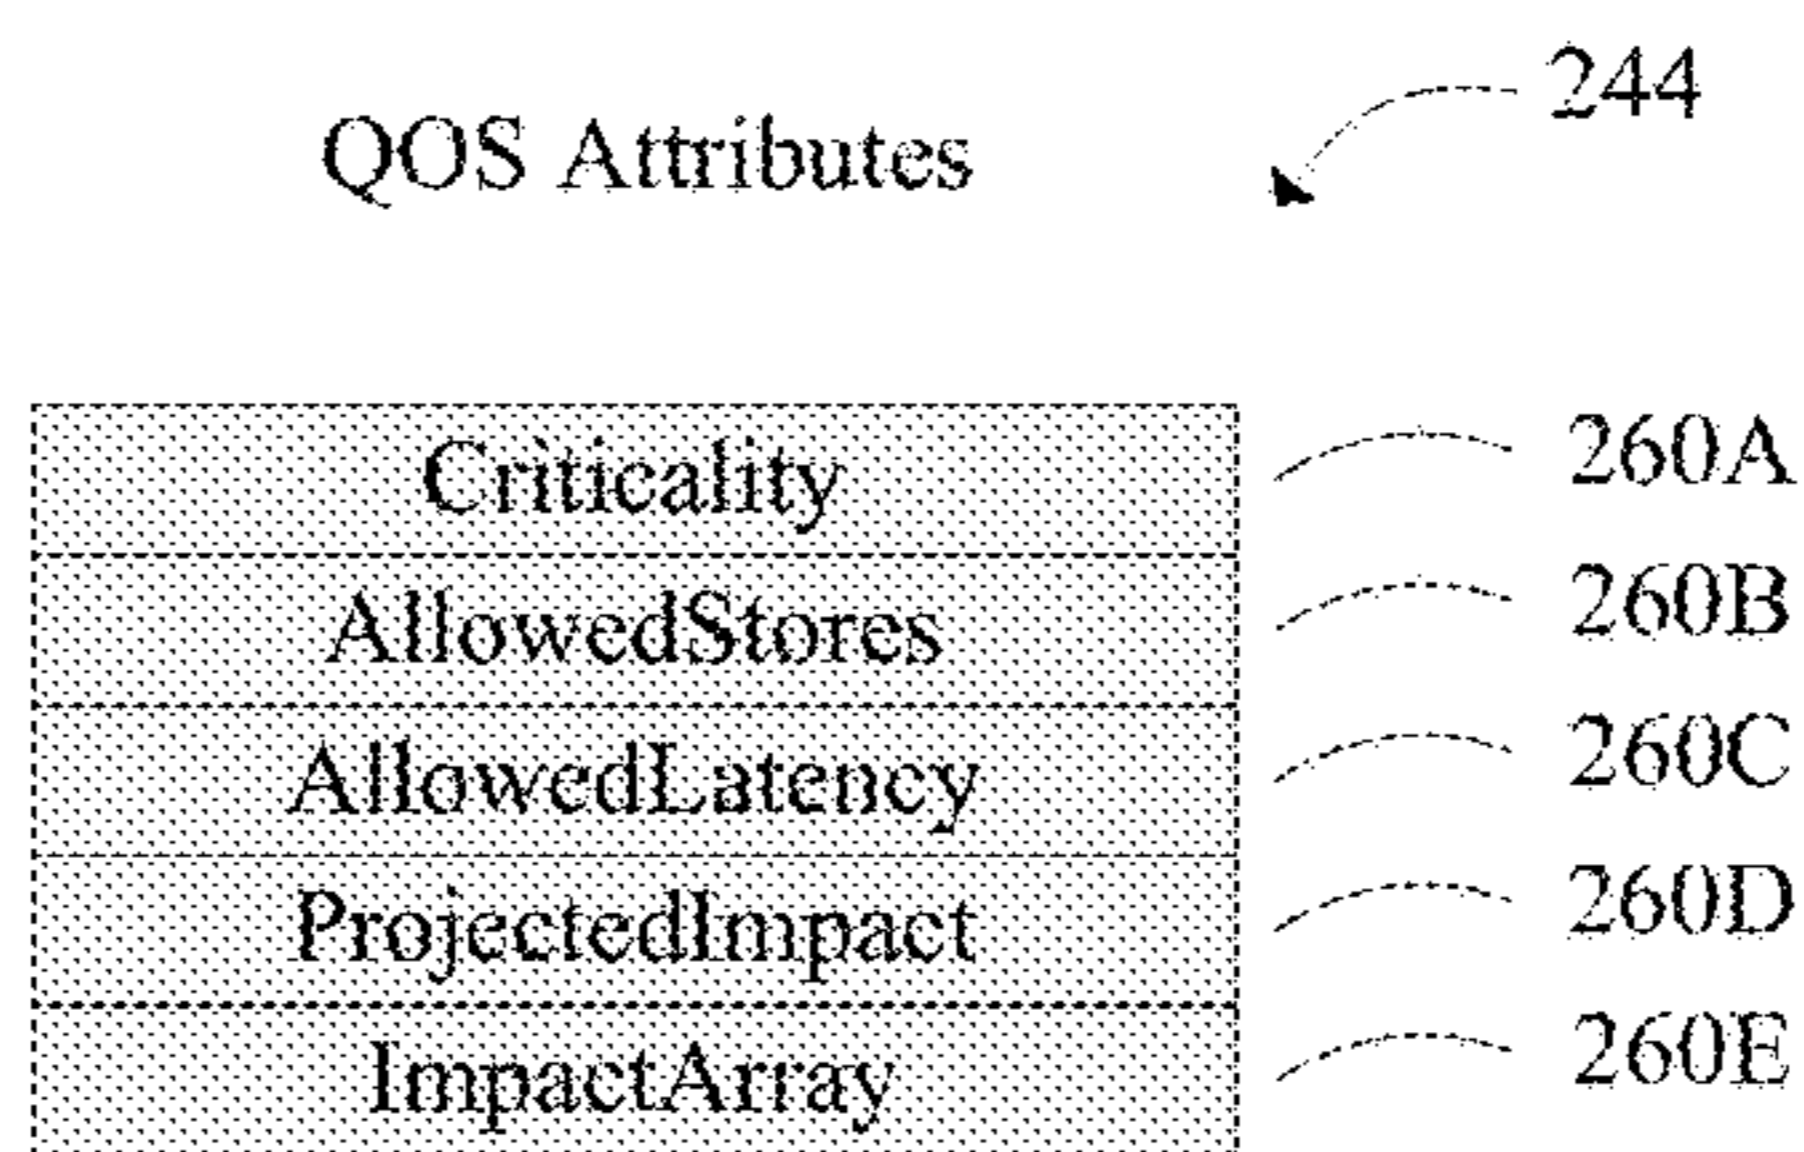 244
QOS Attributes
Criticality 260A
AllowedStores 260B
AllowedLatency 260C
ProjectedImpact 260D
ImpactArray 260E